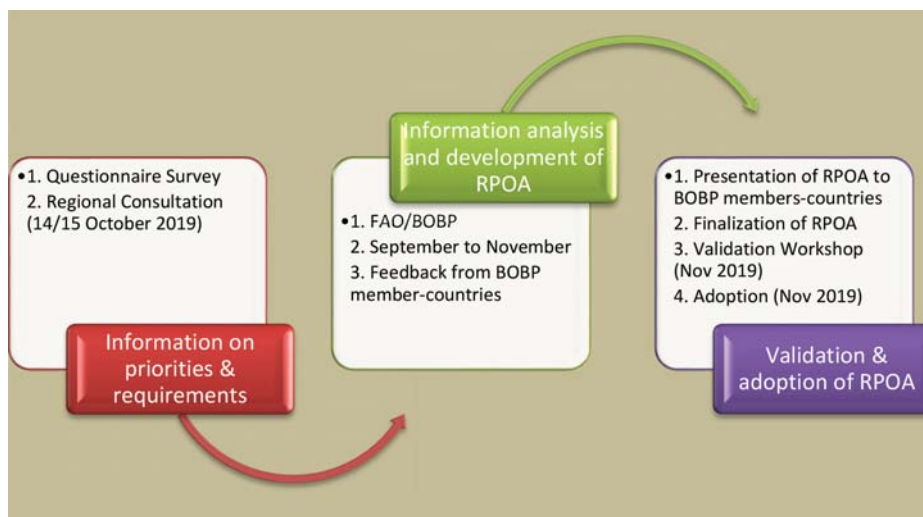 •1. Questionnaire Survey
2. Regional Consultation
(14/15 October 2019)
Information on
priorities &
requirements
Information analysis
and development of
RPOA
•1. FAO/BOBP
2. September to November
3. Feedback from BOBP
member-countries
•1. Presentation of RPOA to
BOBP members-countries
2. Finalization of RPOA
3. Validation Workshop
(Nov 2019)
4. Adoption (Nov 2019)
Validation &
adoption of RPOA